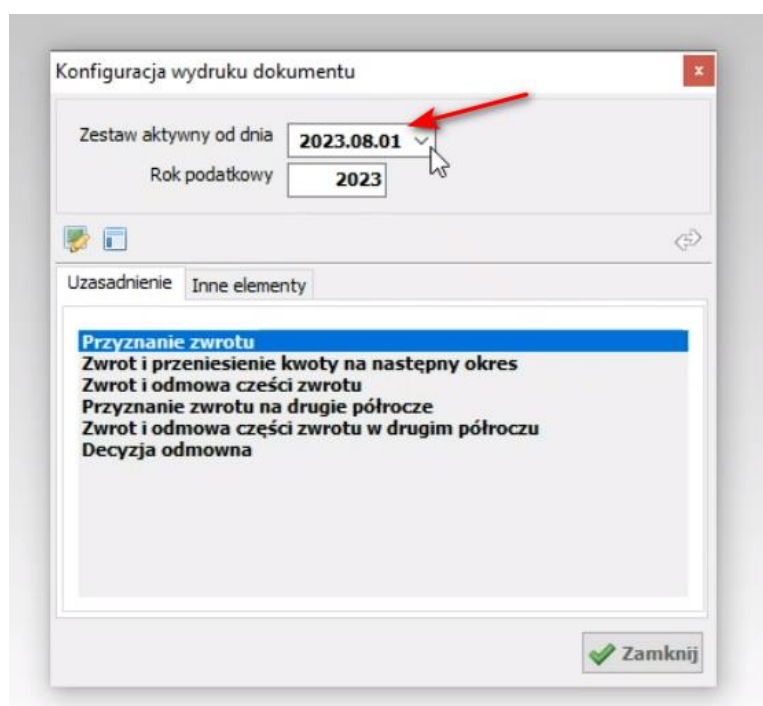 Konfiguracja wydruku dokumentu
x
Zestaw aktywny od dnia 2023.08.01
Rok podatkowy 2023
Uzasadnienie Inne elementy
Przyznanie zwrotu
Zwrot i przeniesienie kwoty na następny okres
Zwrot i odmowa cześci zwrotu
Przyznanie zwrotu na drugie półrocze
Zwrot i odmowa części zwrotu w drugim półroczu
Decyzja odmowna
Zamknij